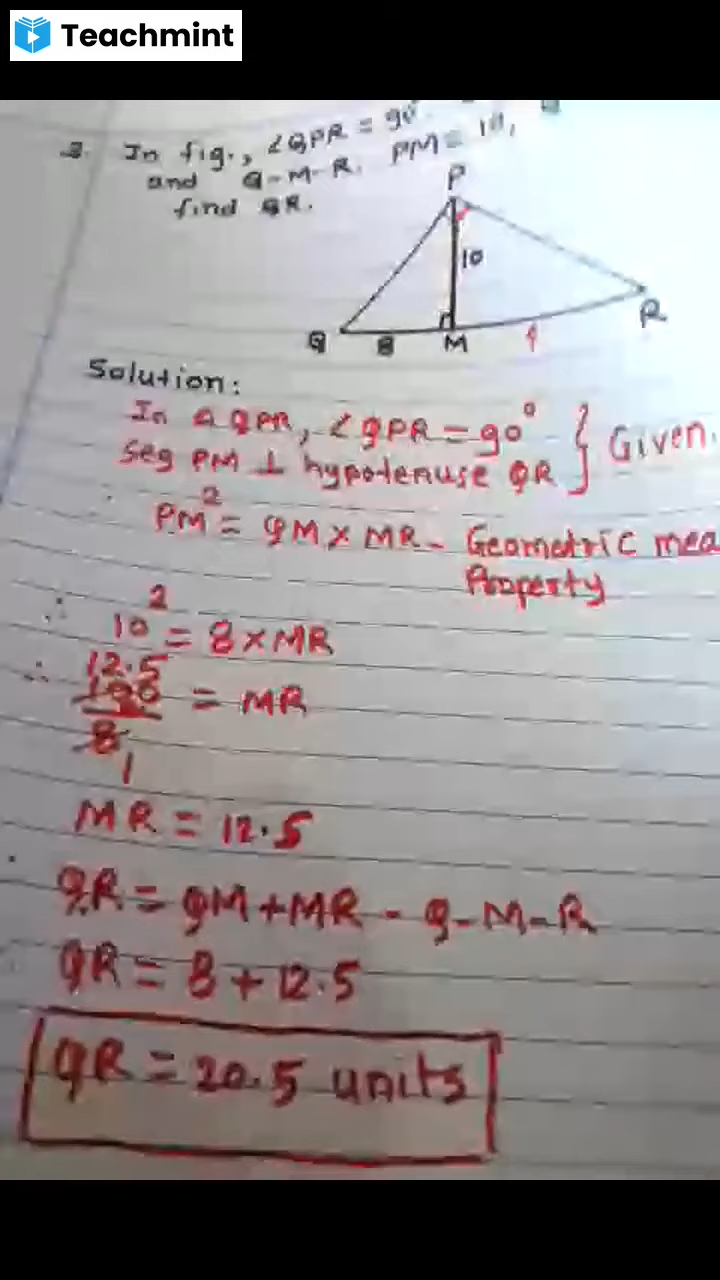 Teachmint
3. In fig., ∠QPR = 90°
and Q-M-R. PM = 10,
find QR.
P
10
Q 8 M R
Solution:
In △QPR, ∠QPR = 90° } Given.
Seg PM ⊥ hypotenuse QR
PM² = QM × MR - Geometric mea
Property
∴ 10² = 8 × MR
12.5
∴ 100 = MR
8
1
MR = 12.5
QR = QM + MR - Q-M-R
QR = 8 + 12.5
QR = 20.5 units